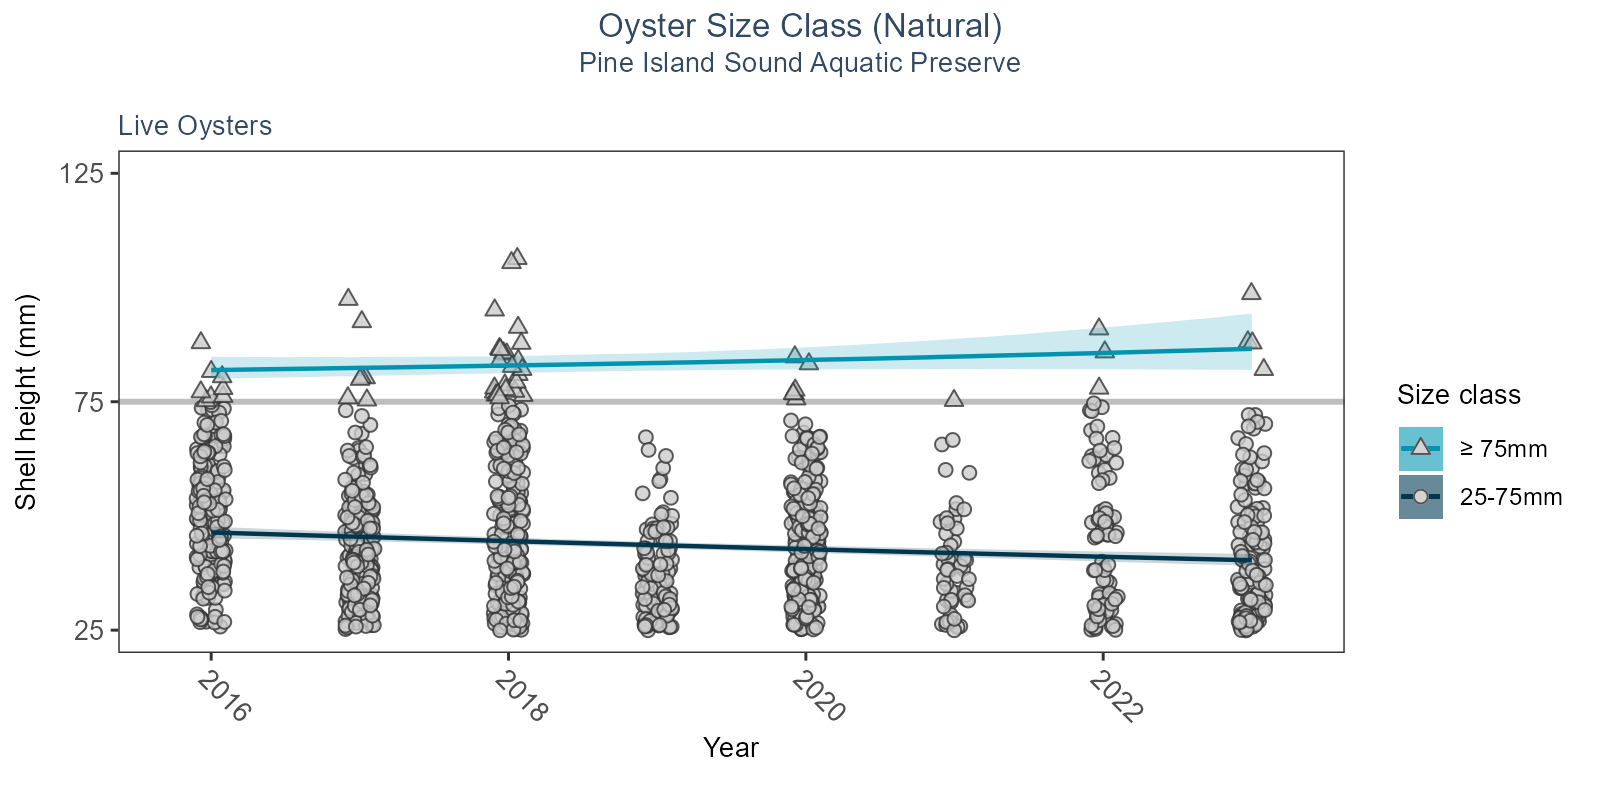 Oyster Size Class (Natural)
Pine Island Sound Aquatic Preserve
Live Oysters
125
75
25
Shell height (mm)
2016
2018
2020
2022
Year
Size class
≥ 75mm
25-75mm